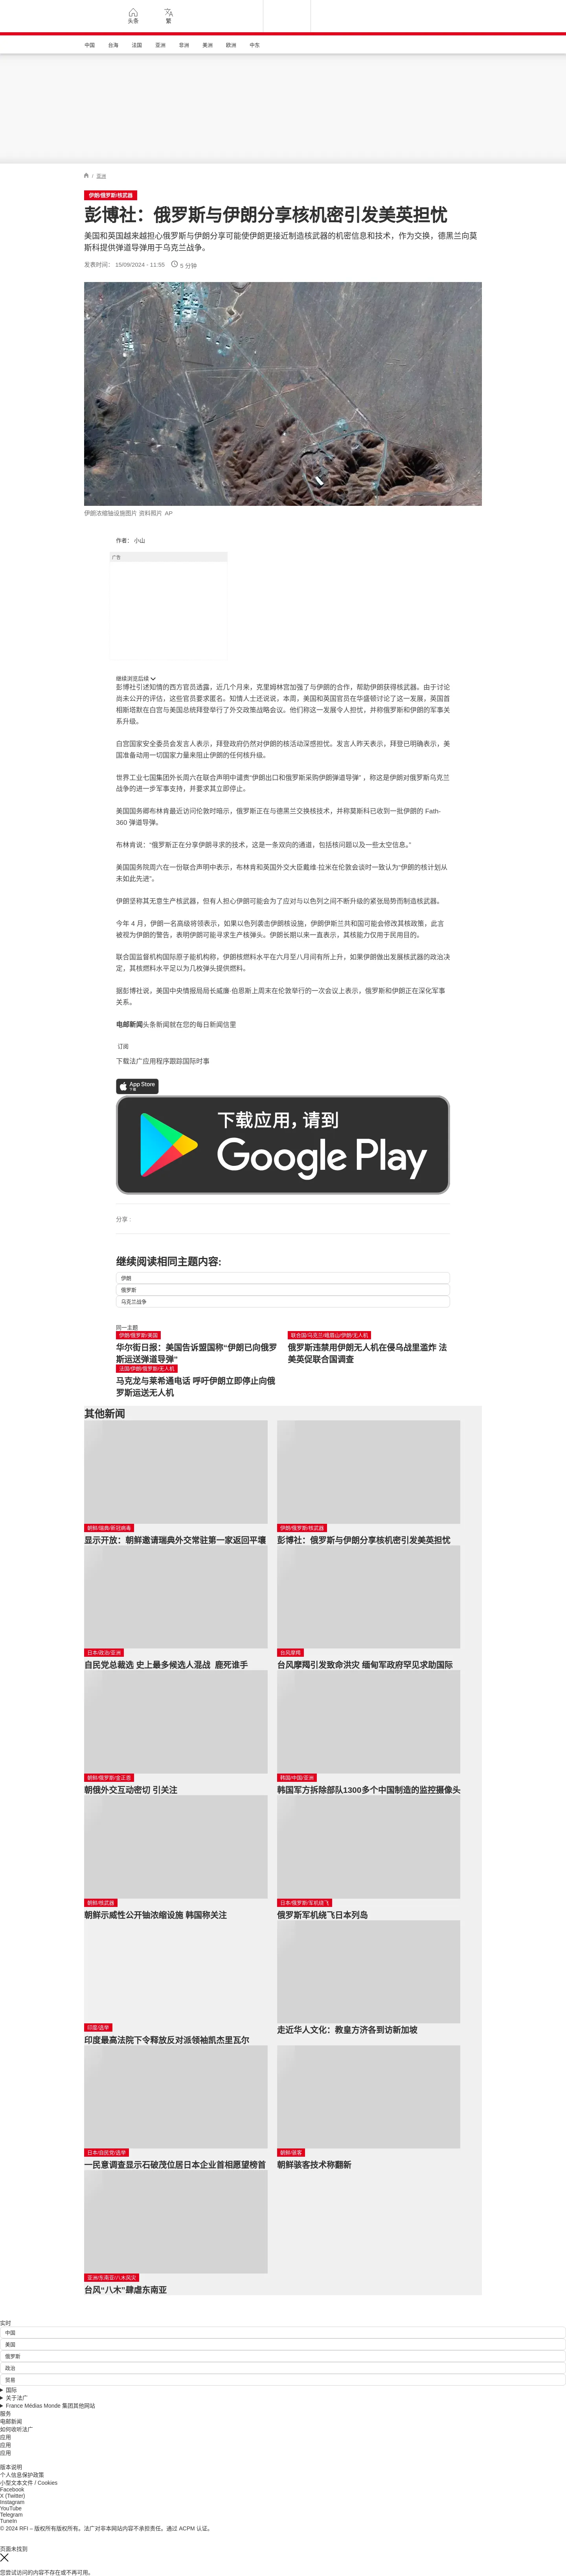 头条
繁
中国
台海
法国
亚洲
非洲
美洲
欧洲
中东
/ 亚洲
伊朗/俄罗斯/核武器
彭博社：俄罗斯与伊朗分享核机密引发美英担忧
美国和英国越来越担心俄罗斯与伊朗分享可能使伊朗更接近制造核武器的机密信息和技术，作为交换，德黑兰向莫
斯科提供弹道导弹用于乌克兰战争。
发表时间： 15/09/2024 - 11:55
5 分钟
伊朗浓缩铀设施图片 资料照片 AP
作者： 小山
广告
继续浏览后续
彭博社引述知情的西方官员透露，近几个月来，克里姆林宫加强了与伊朗的合作，帮助伊朗获得核武器。由于讨论
尚未公开的评估，这些官员要求匿名。知情人士还说说，本周，美国和英国官员在华盛顿讨论了这一发展，英国首
相斯塔默在白宫与美国总统拜登举行了外交政策战略会议。他们称这一发展令人担忧，并称俄罗斯和伊朗的军事关
系升级。
白宫国家安全委员会发言人表示，拜登政府仍然对伊朗的核活动深感担忧。发言人昨天表示，拜登已明确表示，美
国准备动用一切国家力量来阻止伊朗的任何核升级。
世界工业七国集团外长周六在联合声明中谴责“伊朗出口和俄罗斯采购伊朗弹道导弹” ，称这是伊朗对俄罗斯乌克兰
战争的进一步军事支持，并要求其立即停止。
美国国务卿布林肯最近访问伦敦时暗示，俄罗斯正在与德黑兰交换核技术，并称莫斯科已收到一批伊朗的 Fath-
360 弹道导弹。
布林肯说：“俄罗斯正在分享伊朗寻求的技术，这是一条双向的通道，包括核问题以及一些太空信息。”
美国国务院周六在一份联合声明中表示，布林肯和英国外交大臣戴维·拉米在伦敦会谈时一致认为“伊朗的核计划从
未如此先进”。
伊朗坚称其无意生产核武器，但有人担心伊朗可能会为了应对与以色列之间不断升级的紧张局势而制造核武器。
今年 4 月，伊朗一名高级将领表示，如果以色列袭击伊朗核设施，伊朗伊斯兰共和国可能会修改其核政策，此言
被视为伊朗的警告，表明伊朗可能寻求生产核弹头。伊朗长期以来一直表示，其核能力仅用于民用目的。
联合国监督机构国际原子能机构称，伊朗核燃料水平在六月至八月间有所上升，如果伊朗做出发展核武器的政治决
定，其核燃料水平足以为几枚弹头提供燃料。
据彭博社说，美国中央情报局局长威廉·伯恩斯上周末在伦敦举行的一次会议上表示，俄罗斯和伊朗正在深化军事
关系。
电邮新闻头条新闻就在您的每日新闻信里
订阅
下载法广应用程序跟踪国际时事
App Store
下载
下载应用，请到
Google Play
分享 :
继续阅读相同主题内容:
伊朗
俄罗斯
乌克兰战争
同一主题
伊朗/俄罗斯/美国
华尔街日报：美国告诉盟国称“伊朗已向俄罗
斯运送弹道导弹”
联合国/乌克兰/峨眉山/伊朗/无人机
俄罗斯违禁用伊朗无人机在侵乌战里滥炸 法
美英促联合国调查
法国/伊朗/俄罗斯/无人机
马克龙与莱希通电话 呼吁伊朗立即停止向俄
罗斯运送无人机
其他新闻
朝鲜/瑞典/新冠病毒
显示开放：朝鲜邀请瑞典外交常驻第一家返回平壤
伊朗/俄罗斯/核武器
彭博社：俄罗斯与伊朗分享核机密引发美英担忧
日本/政治/亚洲
自民党总裁选 史上最多候选人混战 鹿死谁手
台风摩羯
台风摩羯引发致命洪灾 缅甸军政府罕见求助国际
朝鲜/俄罗斯/金正恩
朝俄外交互动密切 引关注
韩国/中国/亚洲
韩国军方拆除部队1300多个中国制造的监控摄像头
朝鲜/核武器
朝鲜示威性公开铀浓缩设施 韩国称关注
日本/俄罗斯/军机绕飞
俄罗斯军机绕飞日本列岛
印度/选举
印度最高法院下令释放反对派领袖凯杰里瓦尔
走近华人文化：教皇方济各到访新加坡
日本/自民党/选举
一民意调查显示石破茂位居日本企业首相愿望榜首
朝鲜/骇客
朝鲜骇客技术称翻新
亚洲/东南亚/八木风灾
台风“八木”肆虐东南亚
实时
中国
美国
俄罗斯
政治
贸易
国际
关于法广
France Médias Monde 集团其他网站
服务
电邮新闻
如何收听法广
应用
应用
应用
版本说明
个人信息保护政策
小型文本文件 / Cookies
Facebook
X (Twitter)
Instagram
YouTube
Telegram
TuneIn
© 2024 RFI – 版权所有版权所有。法广对非本网站内容不承担责任。通过 ACPM 认证。
页面未找到
您尝试访问的内容不存在或不再可用。